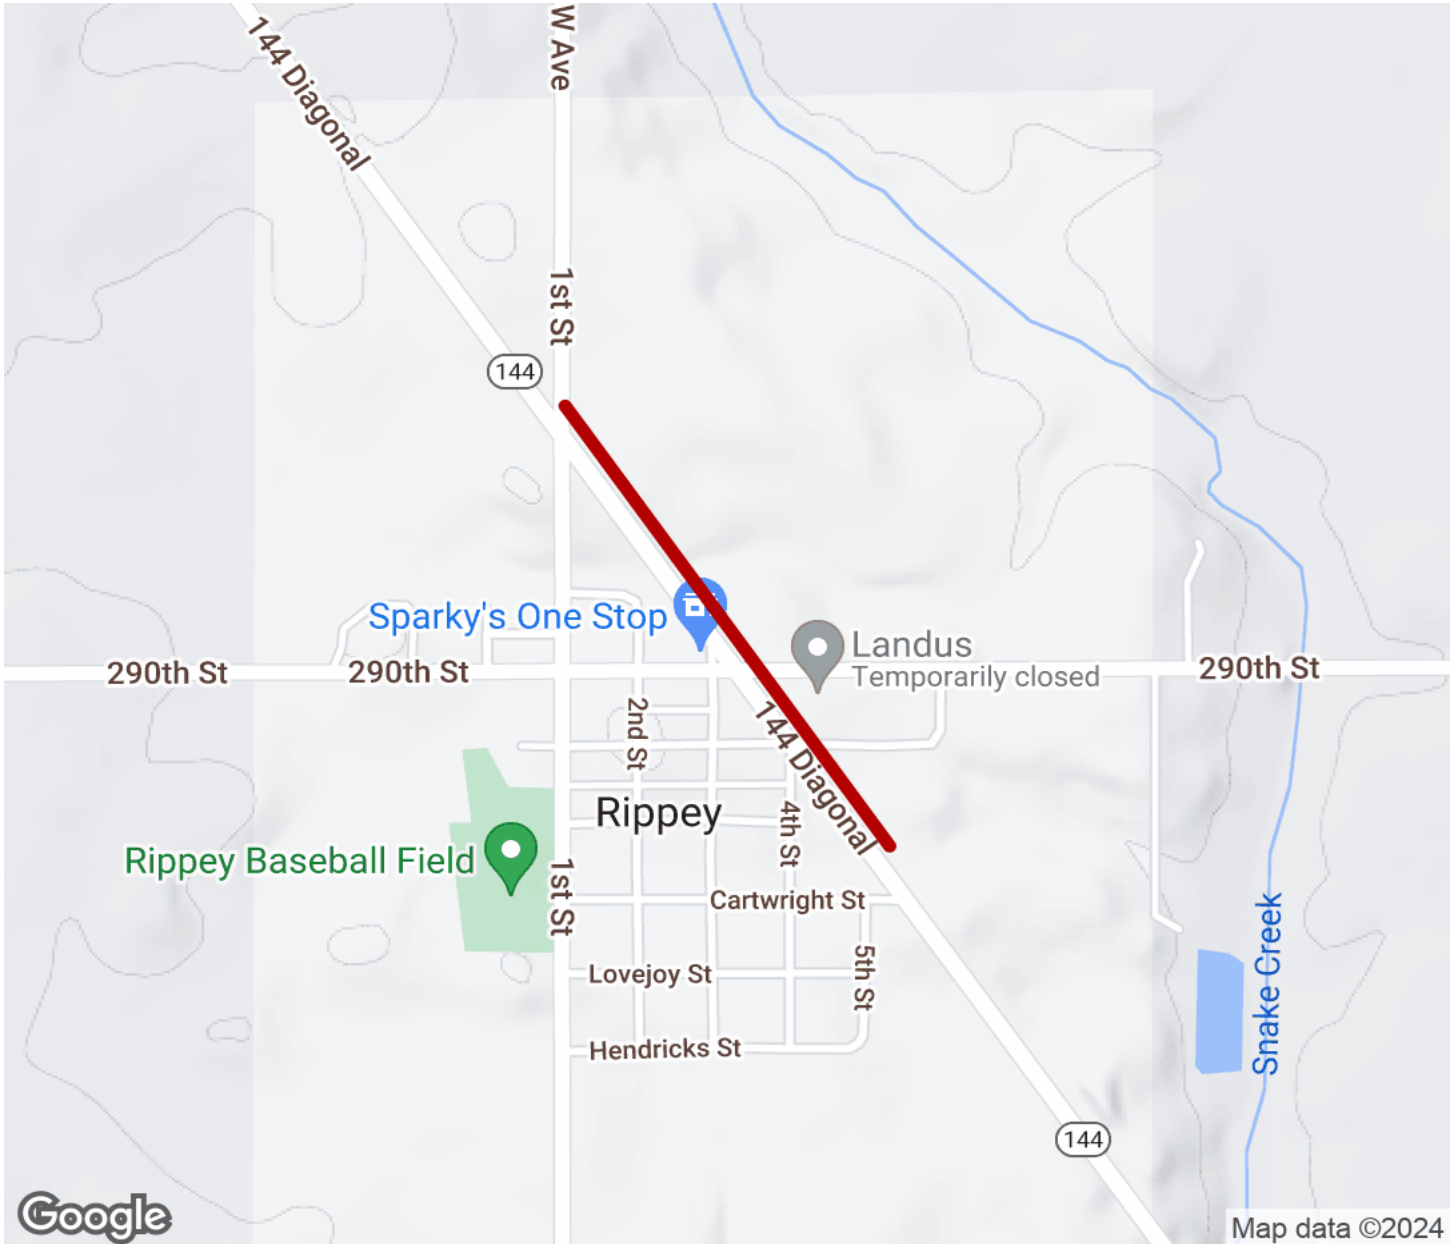 144 Diagonal
W Ave
1st St
144
Sparky's One Stop
Landus
Temporarily closed
290th St
290th St
290th St
2nd St
144 Diagonal
Rippey
4th St
Rippey Baseball Field
1st St
Cartwright St
5th St
Lovejoy St
Snake Creek
Hendricks St
144
Google
Map data ©2024